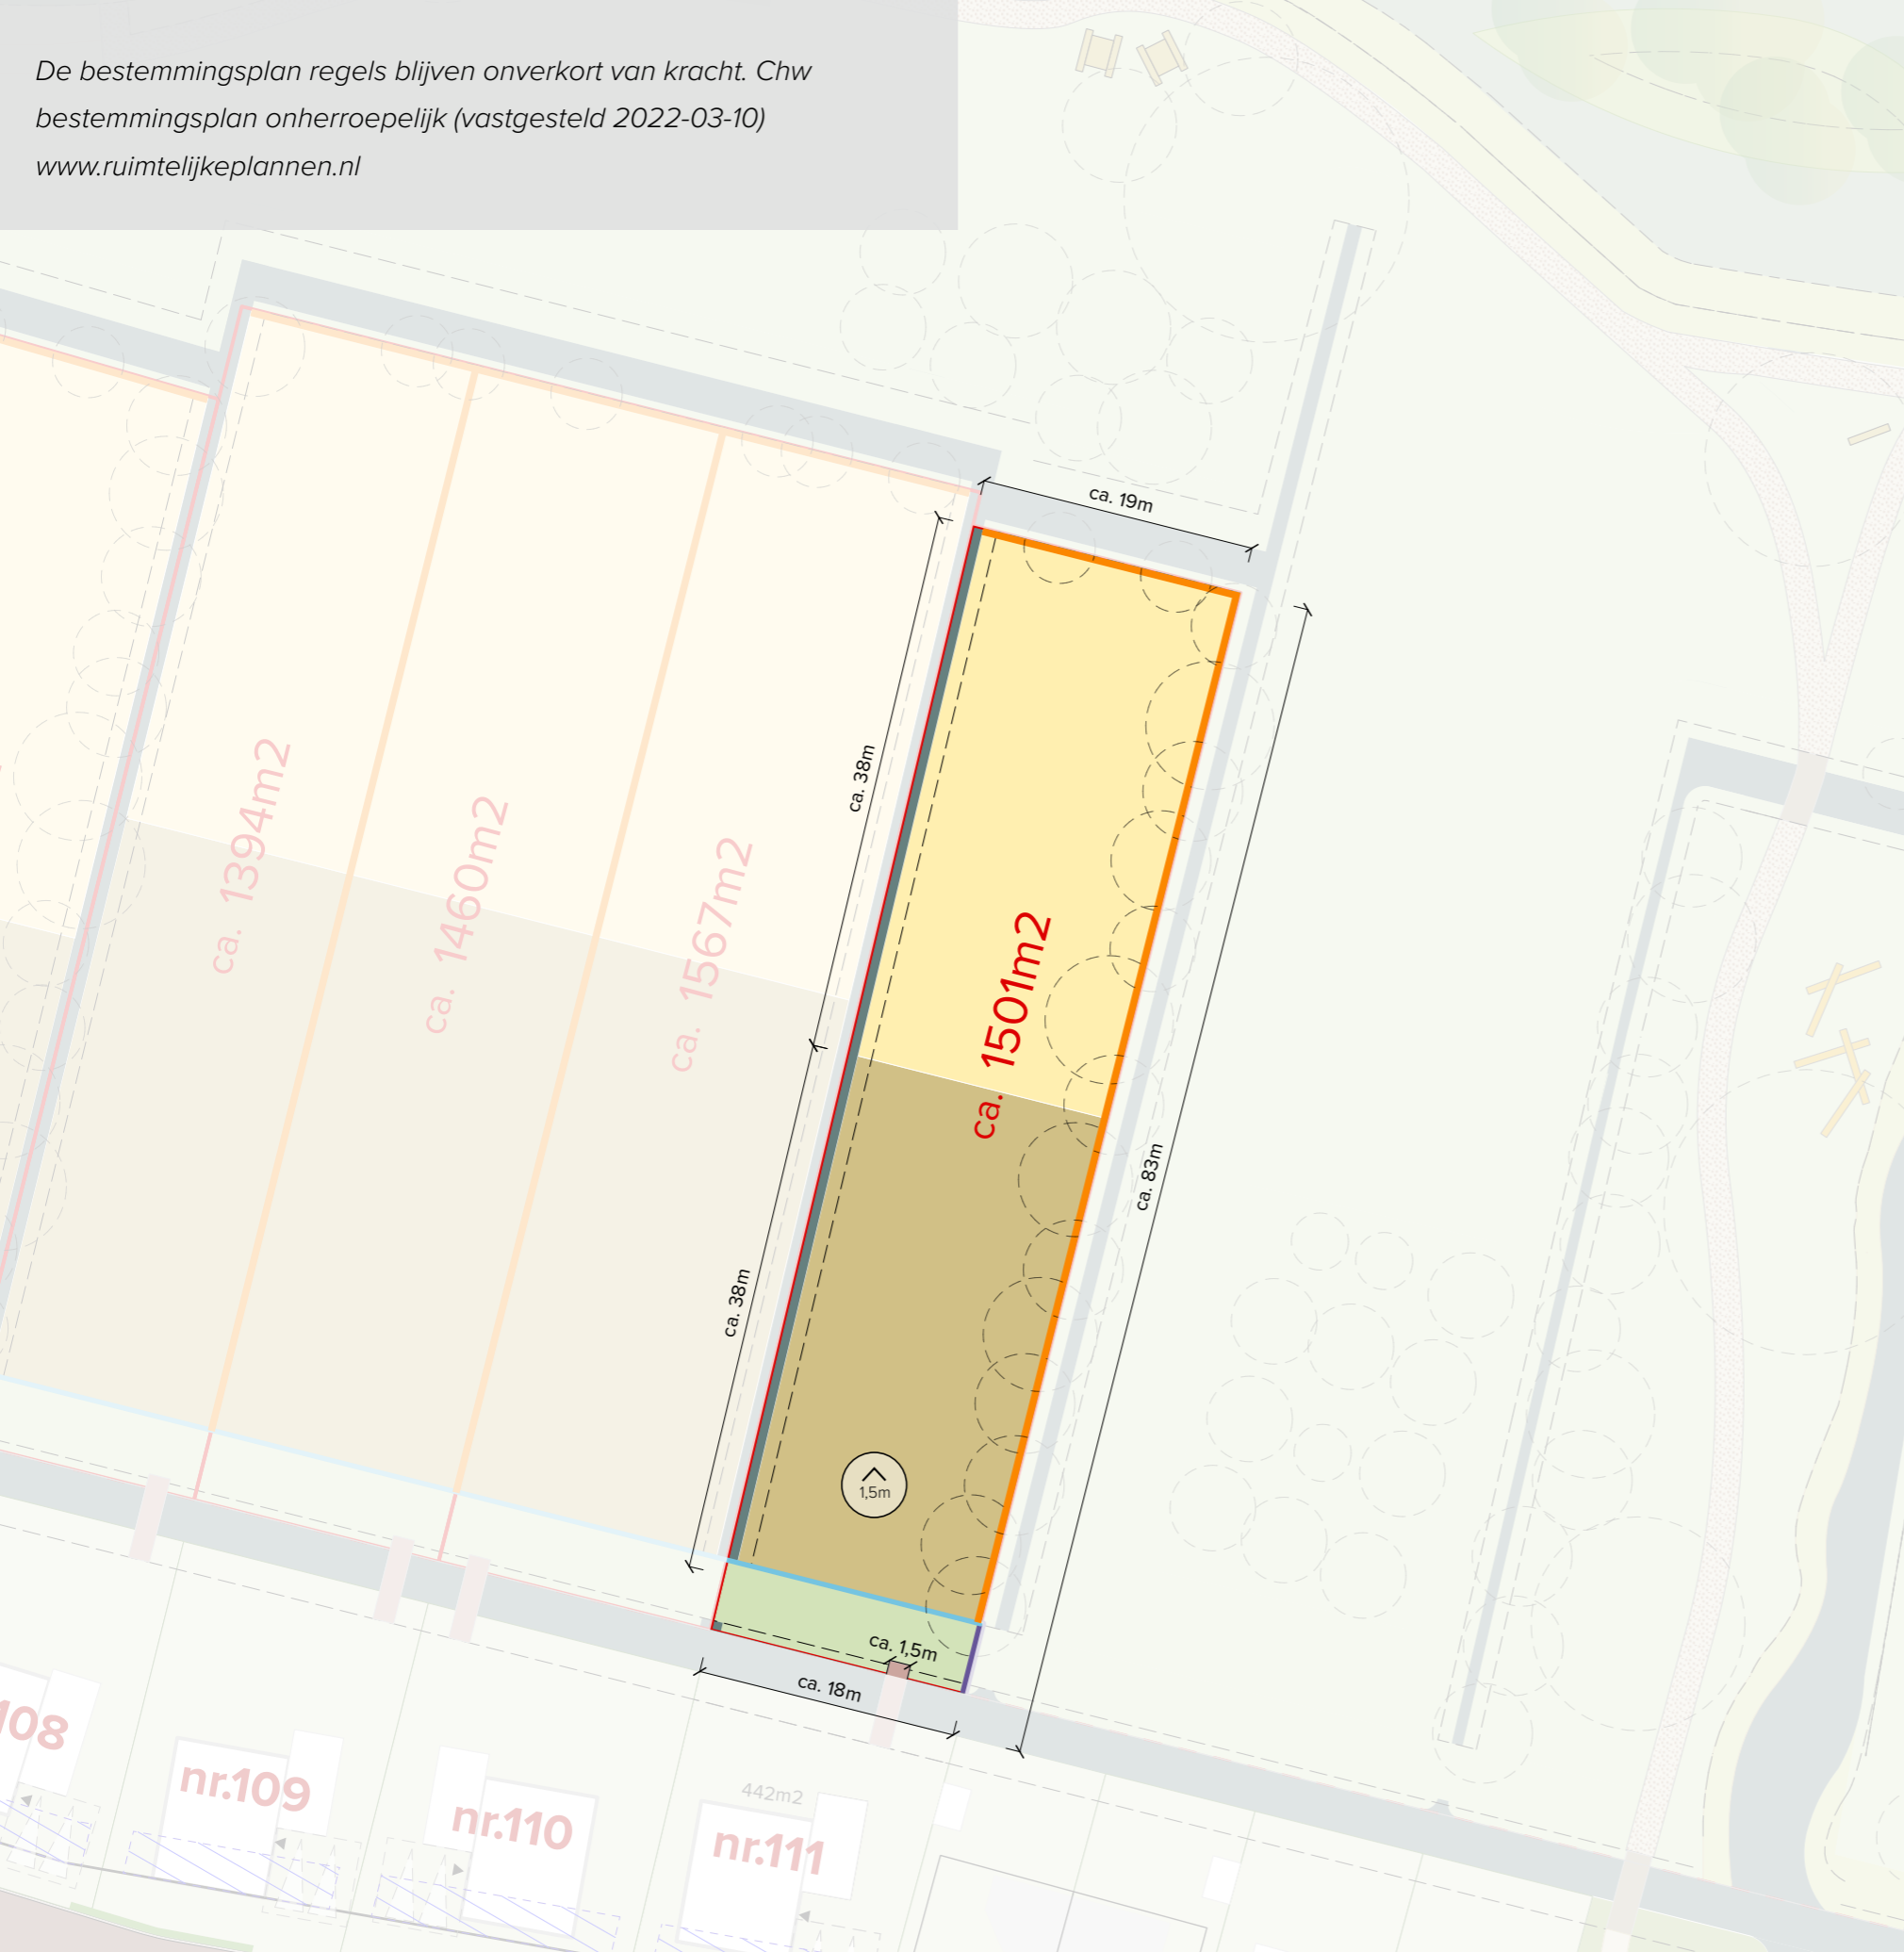 De bestemmingsplan regels blijven onverkort van kracht. Chw
bestemmingsplan onherroepelijk (vastgesteld 2022-03-10)
www.ruimtelijkeplannen.nl
ca. 19m
ca. 38m
ca. 1394m2
ca. 1460m2
ca. 1567m2
ca. 1501m2
ca. 83m
ca. 38m
1,5m
ca. 1,5m
ca. 18m
108
nr.109
nr.110
442m2
nr.111